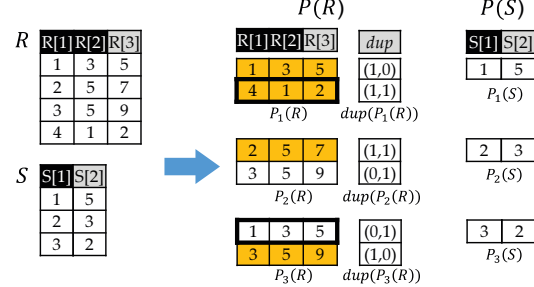 P(R) P(S)
R R[1] R[2] R[3]
1 3 5
2 5 7
3 5 9
4 1 2
S S[1] S[2]
1 5
2 3
3 2
R[1] R[2] R[3] dup
1 3 5 (1,0)
4 1 2 (1,1)
P1(R) dup(P1(R))
2 5 7 (1,1)
3 5 9 (0,1)
P2(R) dup(P2(R))
1 3 5 (0,1)
3 5 9 (1,0)
P3(R) dup(P3(R))
S[1] S[2]
1 5
P1(S)
2 3
P2(S)
3 2
P3(S)